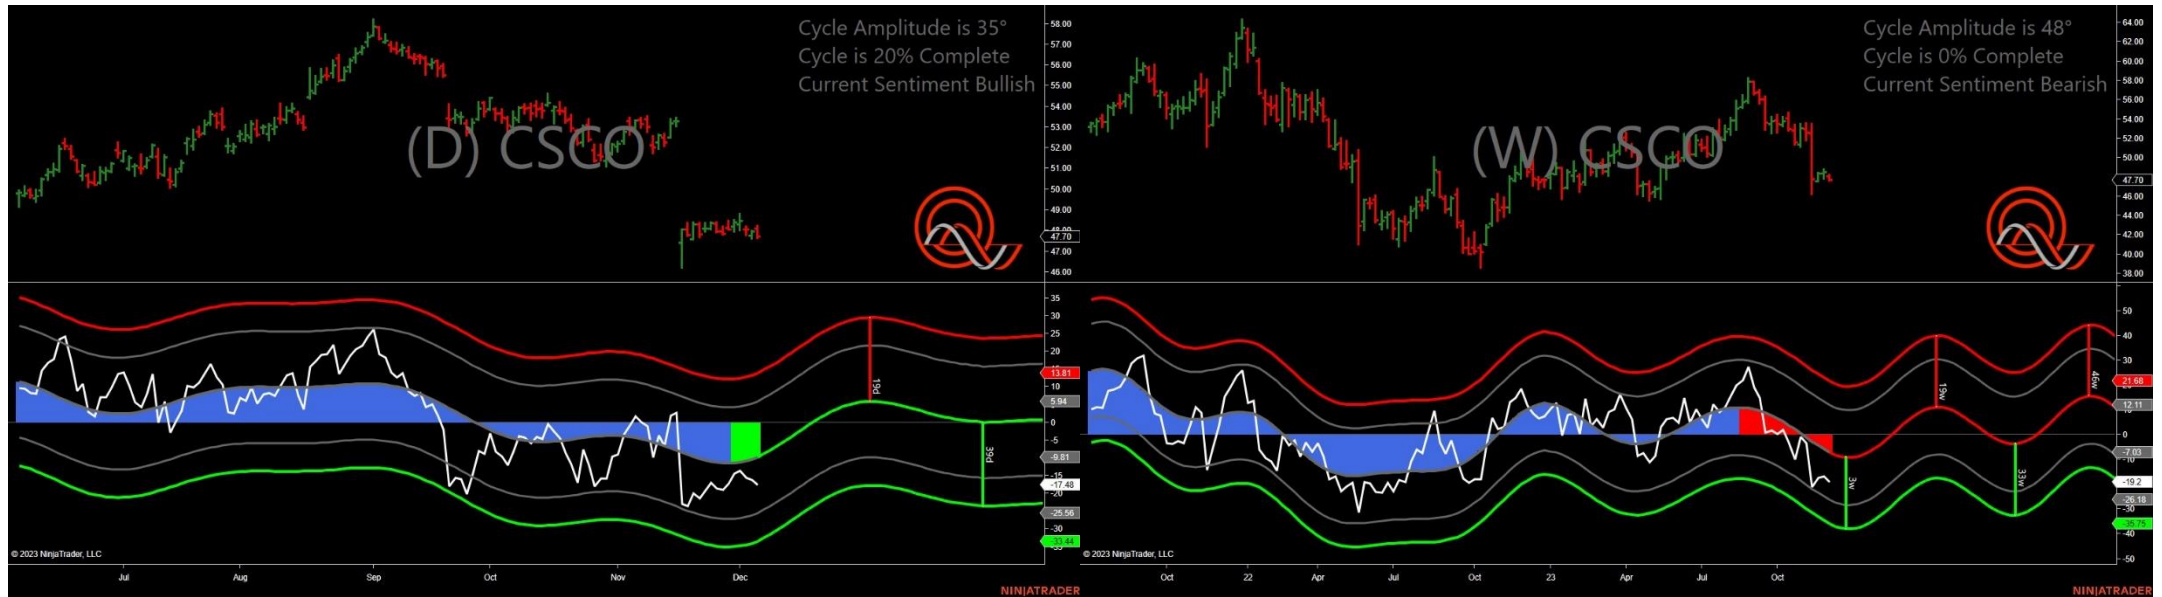 Cycle Amplitude is 35°
Cycle is 20% Complete
Current Sentiment Bullish
(D) CSCO
58.00
57.00
56.00
55.00
54.00
53.00
52.00
51.00
50.00
49.00
47.70
47.00
46.00
35
30
25
20
13.81
10
5.94
0
-5
-9.81
-15
-17.48
-20
-25.56
-30
-33.44
19d
39d
© 2023 NinjaTrader, LLC
Jul
Aug
Sep
Oct
Nov
Dec
NINJATRADER
Cycle Amplitude is 48°
Cycle is 0% Complete
Current Sentiment Bearish
(W) CSCO
64.00
62.00
60.00
58.00
56.00
54.00
52.00
50.00
47.70
46.00
44.00
42.00
40.00
38.00
50
40
30
21.68
12.11
0
-7.03
-19.2
-26.18
-30
-35.75
-40
-50
3w
19w
33w
46w
© 2023 NinjaTrader, LLC
Oct
22
Apr
Jul
Oct
23
Apr
Jul
Oct
NINJATRADER